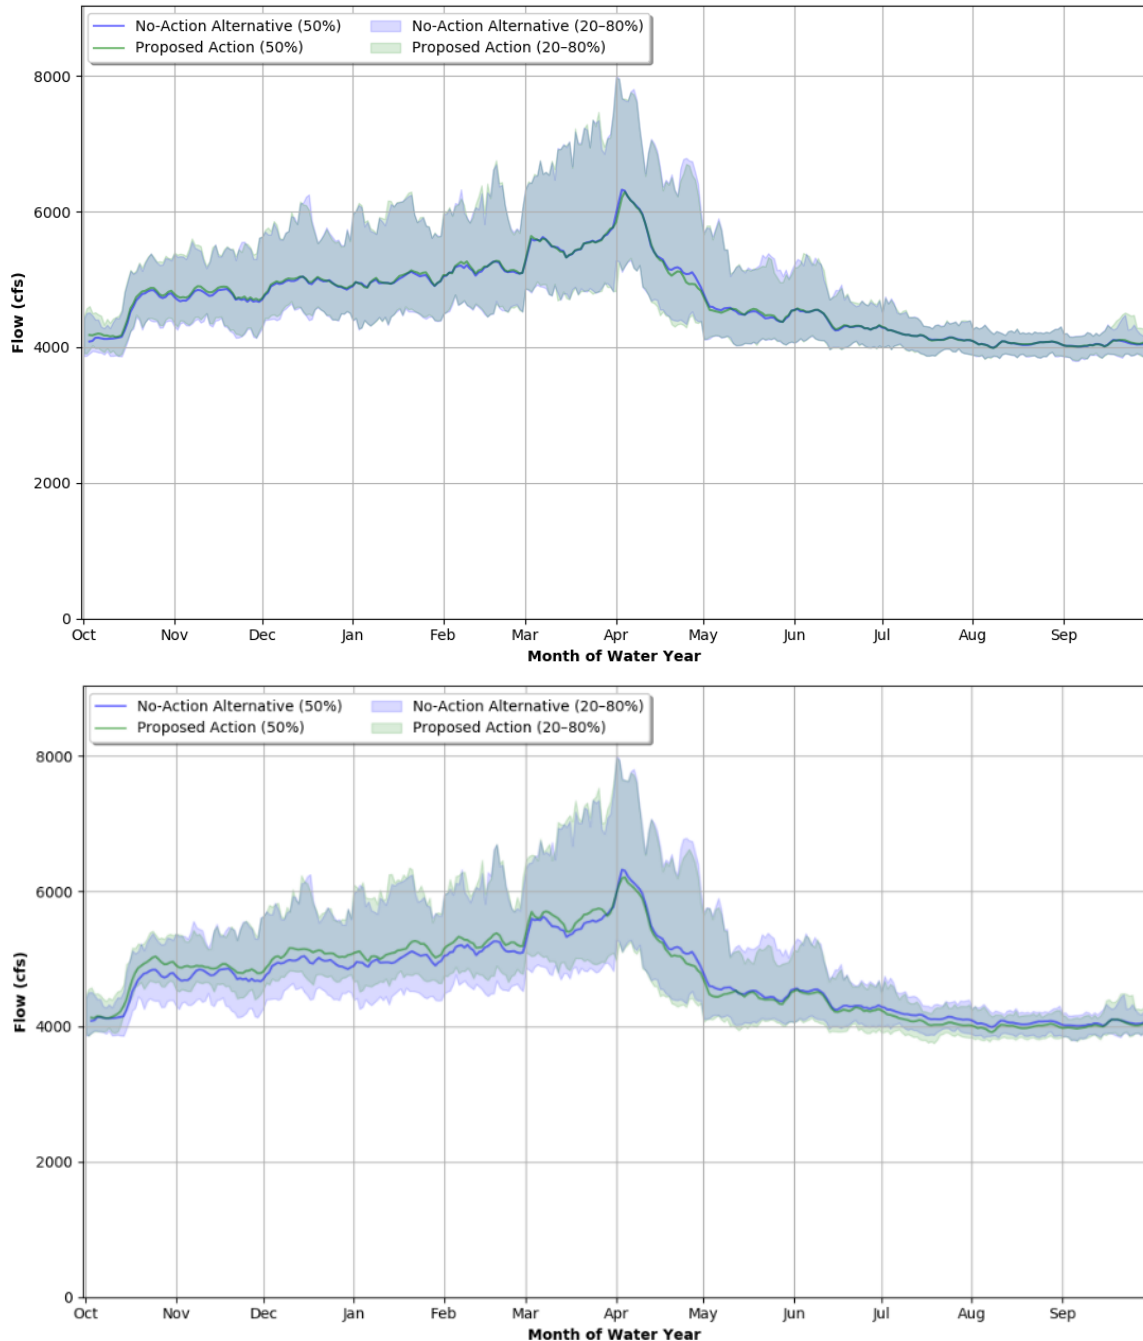 No-Action Alternative (50%) No-Action Alternative (20–80%)
Proposed Action (50%) Proposed Action (20–80%)
8000
6000
4000
2000
0
Flow (cfs)
Oct Nov Dec Jan Feb Mar Apr May Jun Jul Aug Sep
Month of Water Year
No-Action Alternative (50%) No-Action Alternative (20–80%)
Proposed Action (50%) Proposed Action (20–80%)
8000
6000
4000
2000
0
Flow (cfs)
Oct Nov Dec Jan Feb Mar Apr May Jun Jul Aug Sep
Month of Water Year